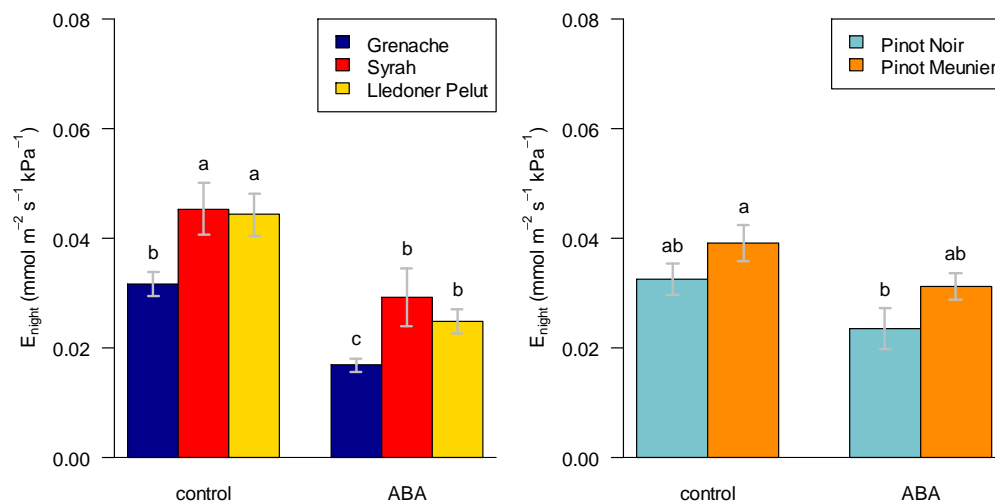 0.08
0.06
0.04
0.02
0.00
E_night (mmol m⁻² s⁻¹ kPa⁻¹)
Grenache
Syrah
Lledoner Pelut
b
a
a
c
b
b
control
ABA
0.08
0.06
0.04
0.02
0.00
E_night (mmol m⁻² s⁻¹ kPa⁻¹)
Pinot Noir
Pinot Meunier
ab
a
b
ab
control
ABA